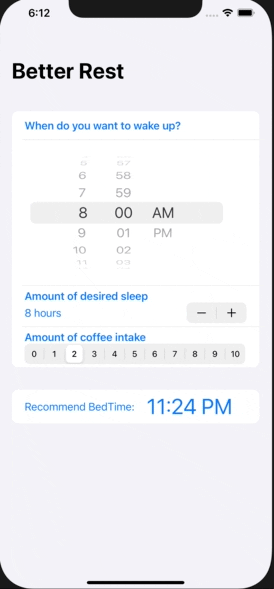 6:12
Better Rest
When do you want to wake up?
5 57
6 58
7 59
8 00 AM
9 01 PM
10 02
11 03
Amount of desired sleep
8 hours − +
Amount of coffee intake
0 1 2 3 4 5 6 7 8 9 10
Recommend BedTime: 11:24 PM